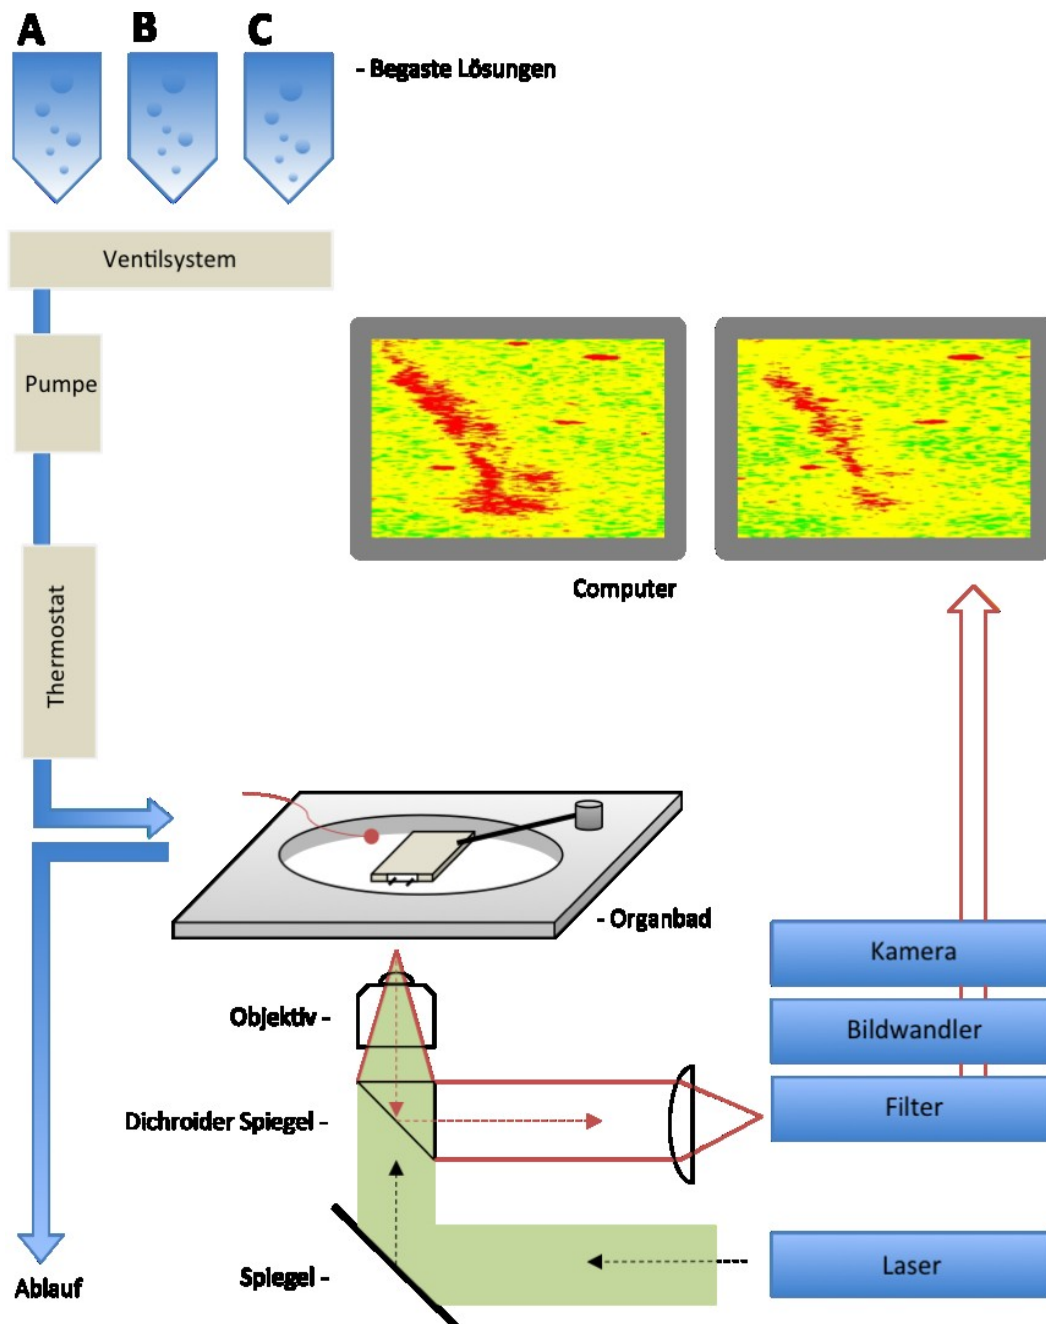 A B C
- Begaste Lösungen
Ventilsystem
Pumpe
Thermostat
Computer
- Organbad
Kamera
Objektiv -
Bildwandler
Dichroider Spiegel -
Filter
Spiegel -
Laser
Ablauf